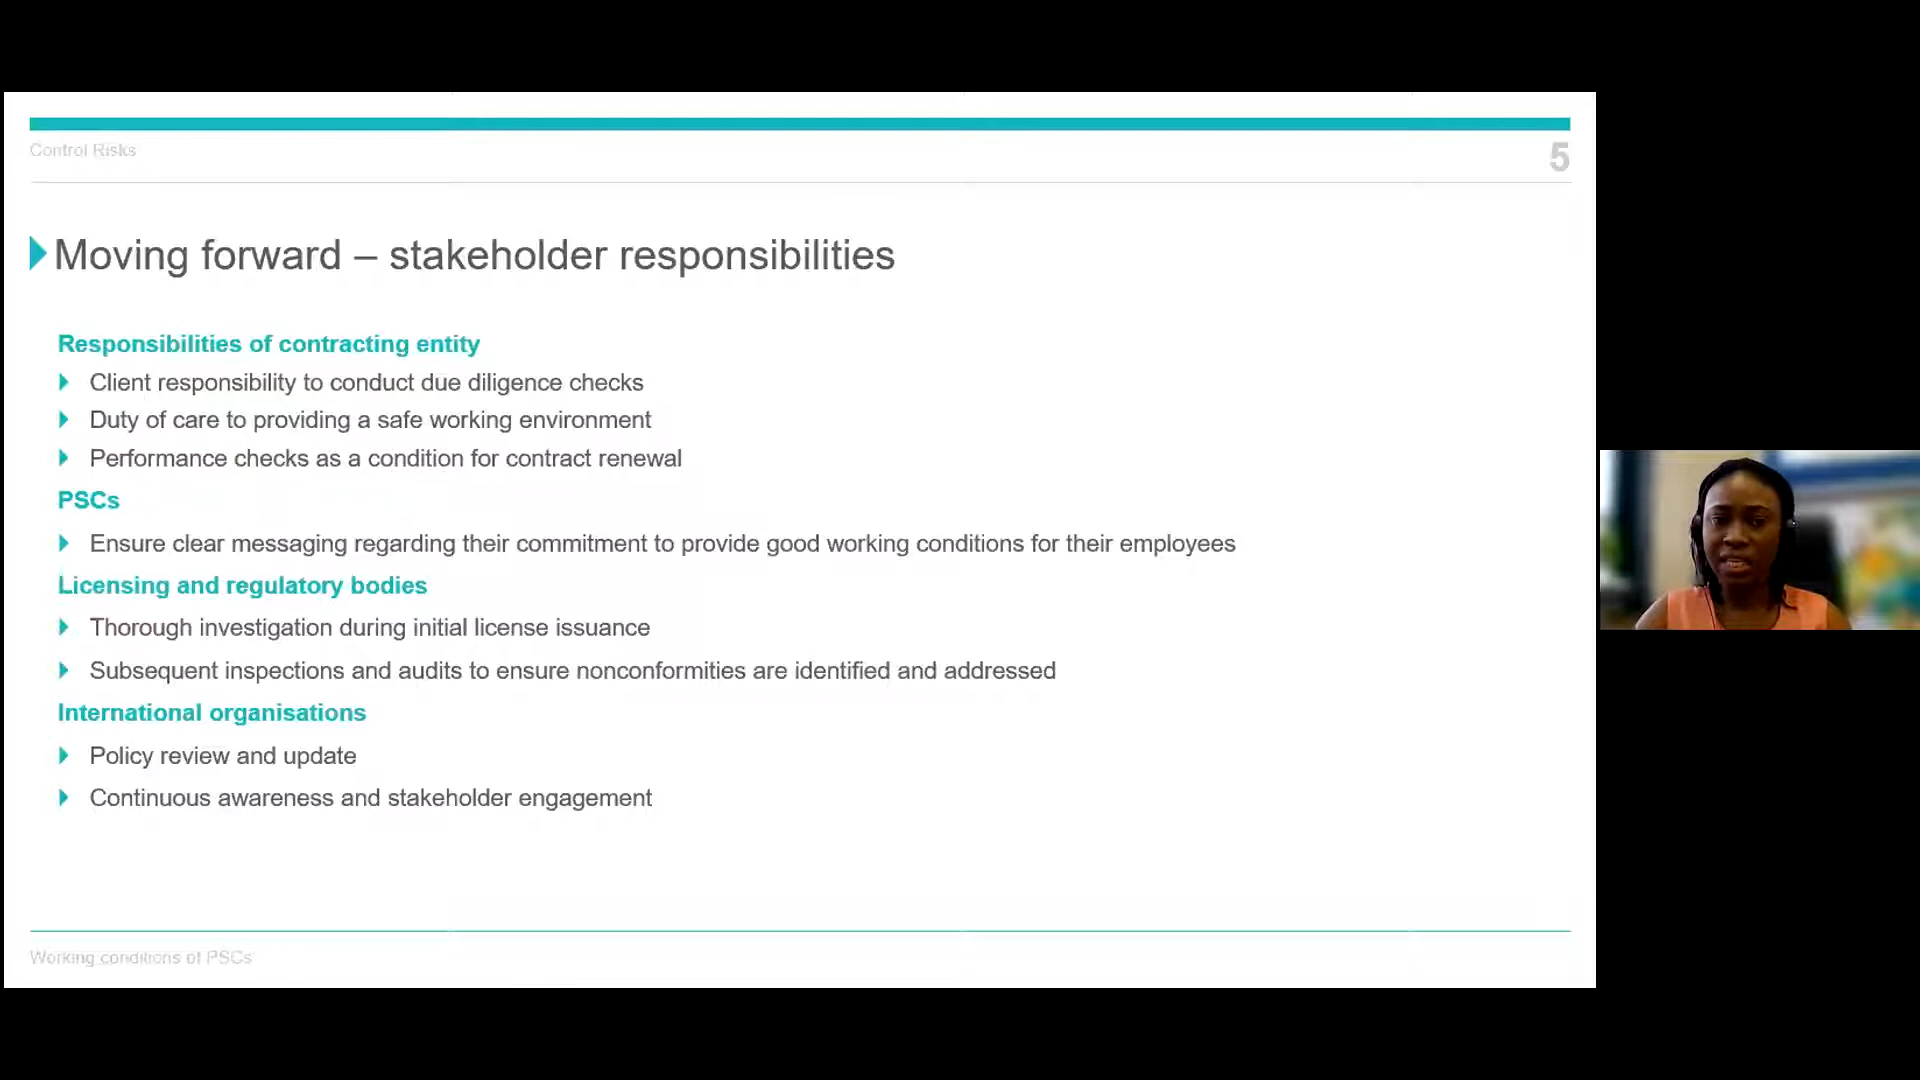 Control Risks
5
Moving forward – stakeholder responsibilities
Responsibilities of contracting entity
Client responsibility to conduct due diligence checks
Duty of care to providing a safe working environment
Performance checks as a condition for contract renewal
PSCs
Ensure clear messaging regarding their commitment to provide good working conditions for their employees
Licensing and regulatory bodies
Thorough investigation during initial license issuance
Subsequent inspections and audits to ensure nonconformities are identified and addressed
International organisations
Policy review and update
Continuous awareness and stakeholder engagement
Working conditions of PSCs